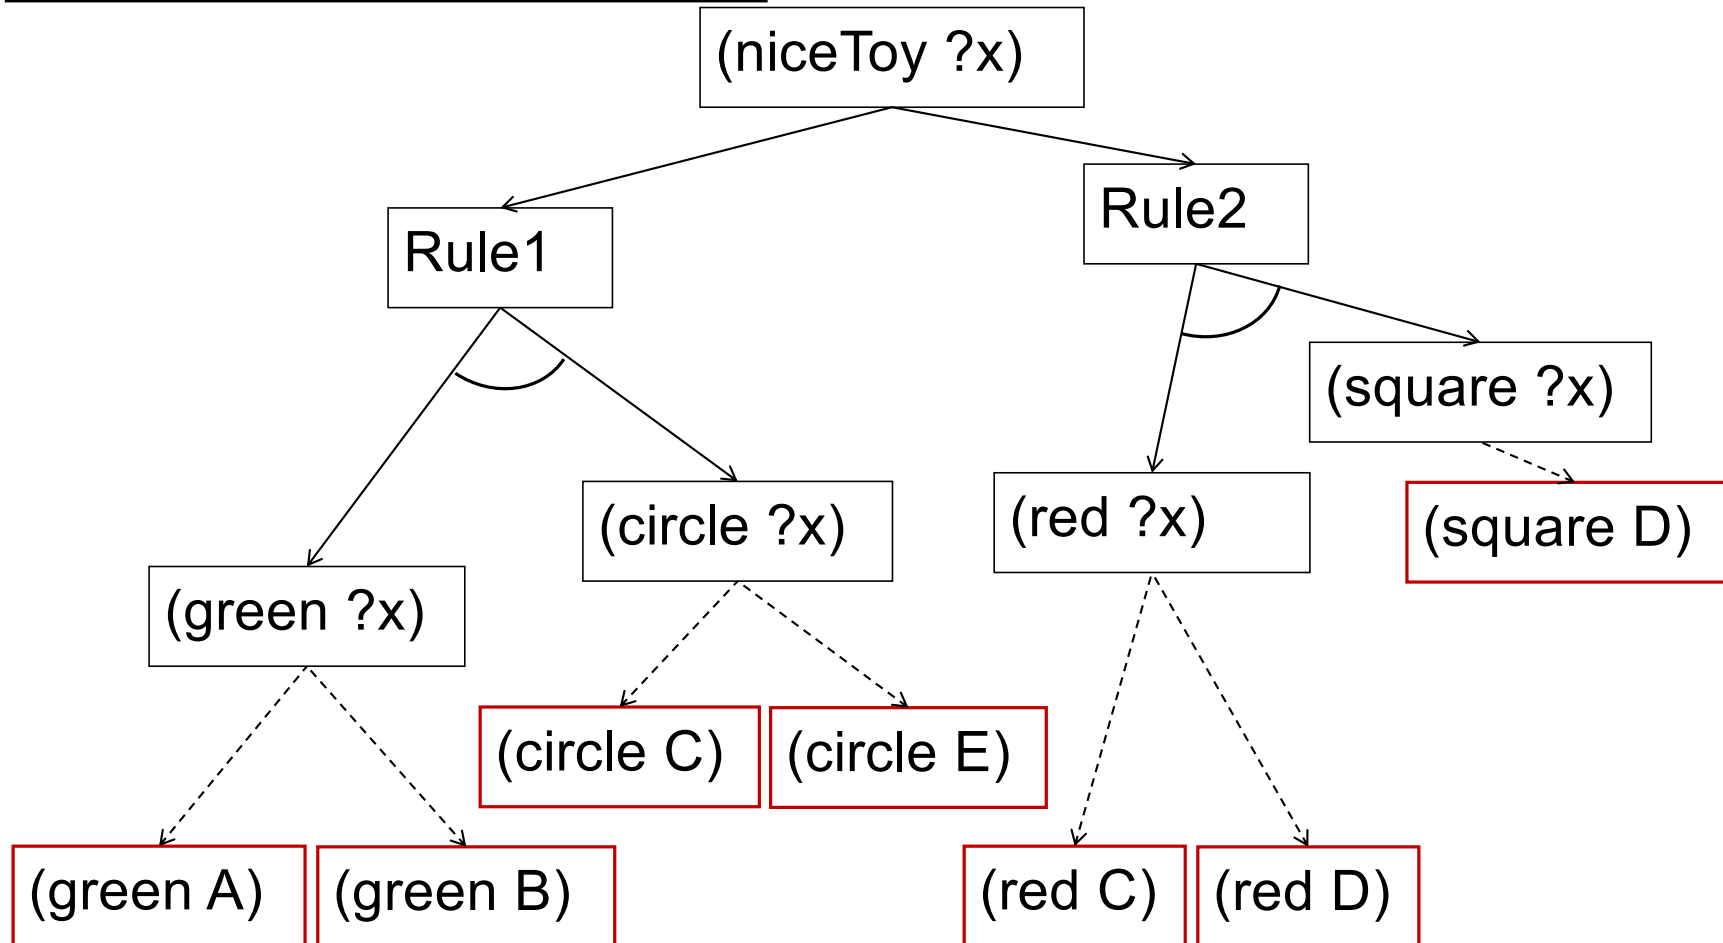 (niceToy ?x)
Rule1
Rule2
(square ?x)
(circle ?x)
(red ?x)
(square D)
(green ?x)
(circle C)
(circle E)
(green A)
(green B)
(red C)
(red D)